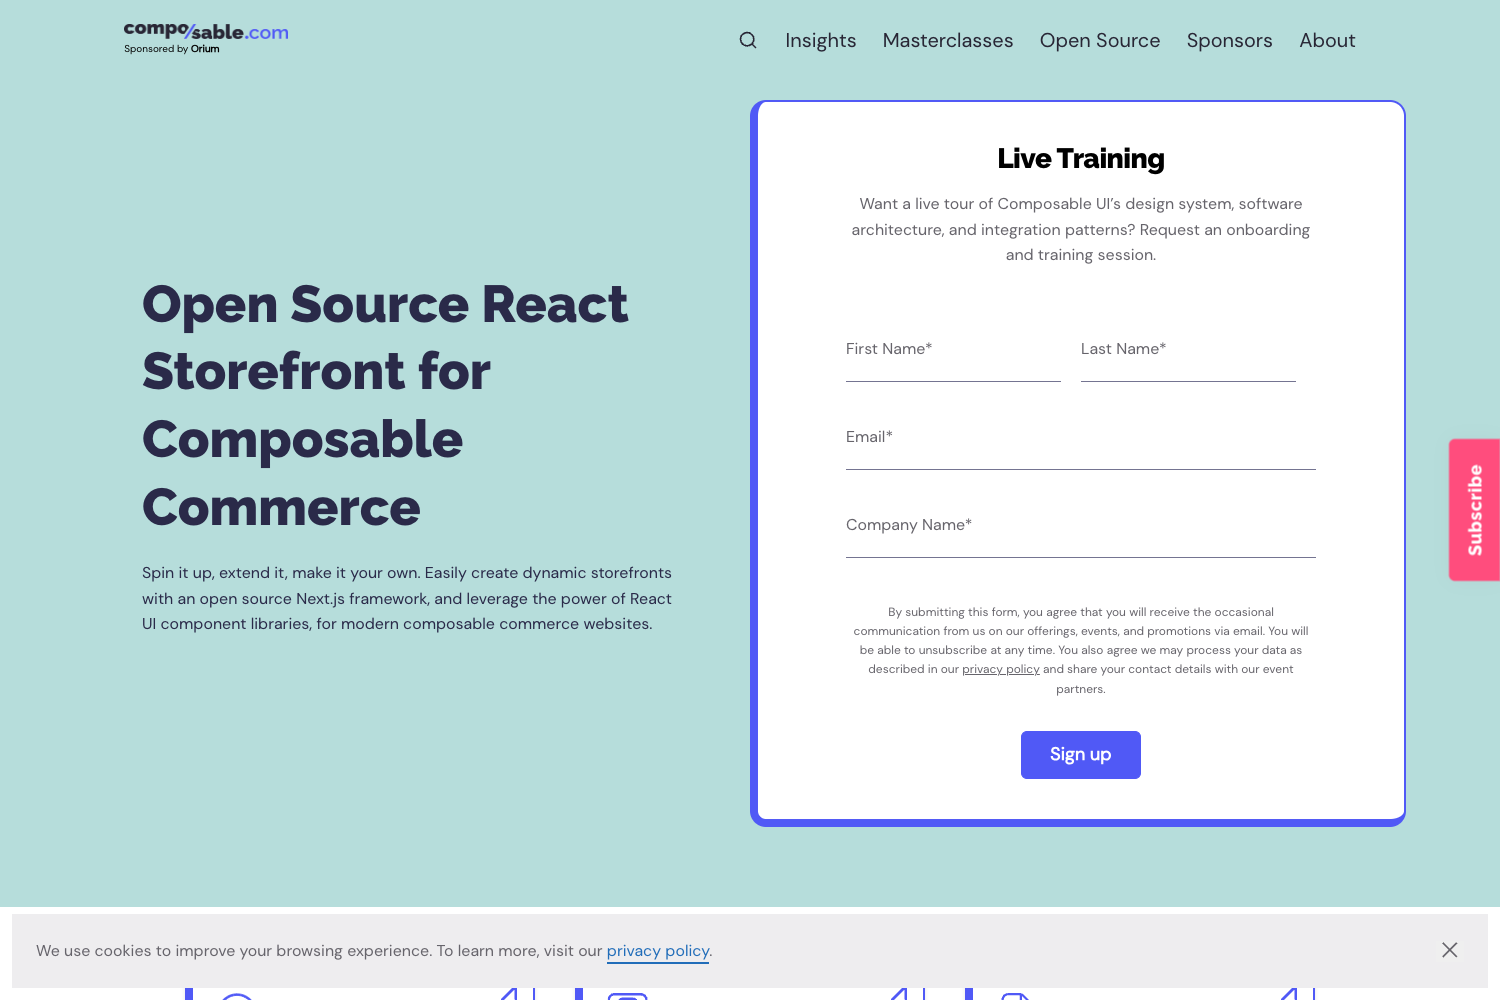 composable.com
Sponsored by Orium
Insights
Masterclasses
Open Source
Sponsors
About
Open Source React
Storefront for
Composable
Commerce
Spin it up, extend it, make it your own. Easily create dynamic storefronts
with an open source Next.js framework, and leverage the power of React
UI component libraries, for modern composable commerce websites.
Live Training
Want a live tour of Composable UI’s design system, software
architecture, and integration patterns? Request an onboarding
and training session.
First Name*
Last Name*
Email*
Company Name*
By submitting this form, you agree that you will receive the occasional
communication from us on our offerings, events, and promotions via email. You will
be able to unsubscribe at any time. You also agree we may process your data as
described in our privacy policy and share your contact details with our event
partners.
Sign up
Subscribe
We use cookies to improve your browsing experience. To learn more, visit our privacy policy.